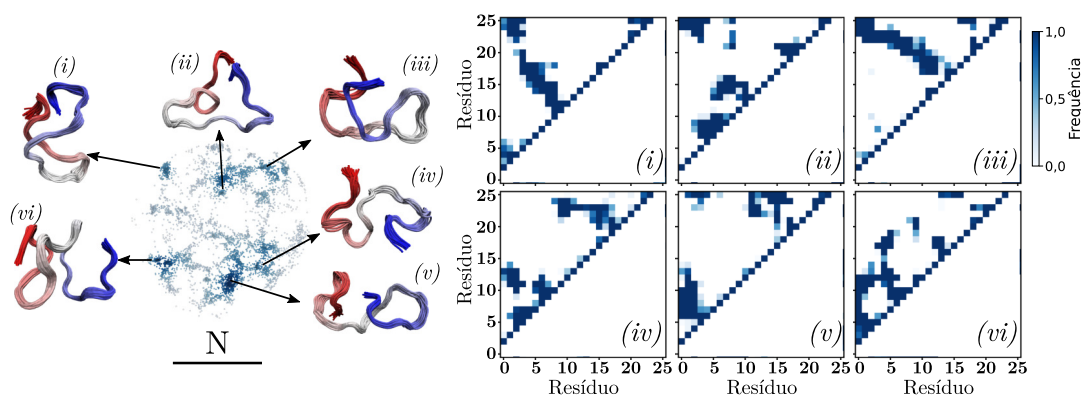 (i)
(ii)
(iii)
(iv)
(v)
(vi)
N
Resíduo
25
20
15
10
5
0
(i)
(ii)
(iii)
1,0
0,5
0,0
Frequência
Resíduo
25
20
15
10
5
0
(iv)
(v)
(vi)
0 5 10 15 20 25
0 5 10 15 20 25
0 5 10 15 20 25
Resíduo
Resíduo
Resíduo